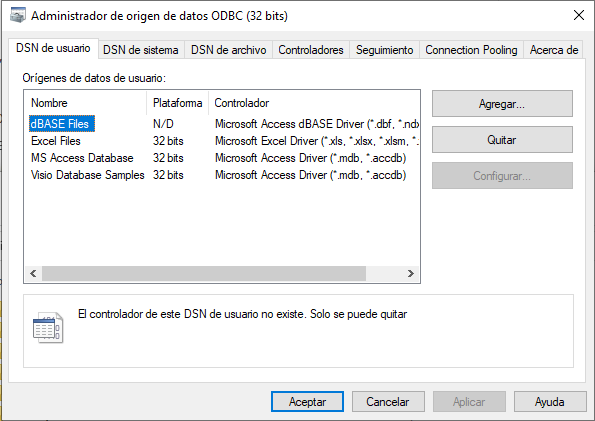 Administrador de origen de datos ODBC (32 bits)
DSN de usuario DSN de sistema DSN de archivo Controladores Seguimiento Connection Pooling Acerca de
Orígenes de datos de usuario:
Nombre Plataforma Controlador
dBASE Files N/D Microsoft Access dBASE Driver (*.dbf, *.ndx
Excel Files 32 bits Microsoft Excel Driver (*.xls, *.xlsx, *.xlsm, *.
MS Access Database 32 bits Microsoft Access Driver (*.mdb, *.accdb)
Visio Database Samples 32 bits Microsoft Access Driver (*.mdb, *.accdb)
Agregar...
Quitar
Configurar...
El controlador de este DSN de usuario no existe. Solo se puede quitar
Aceptar Cancelar Aplicar Ayuda